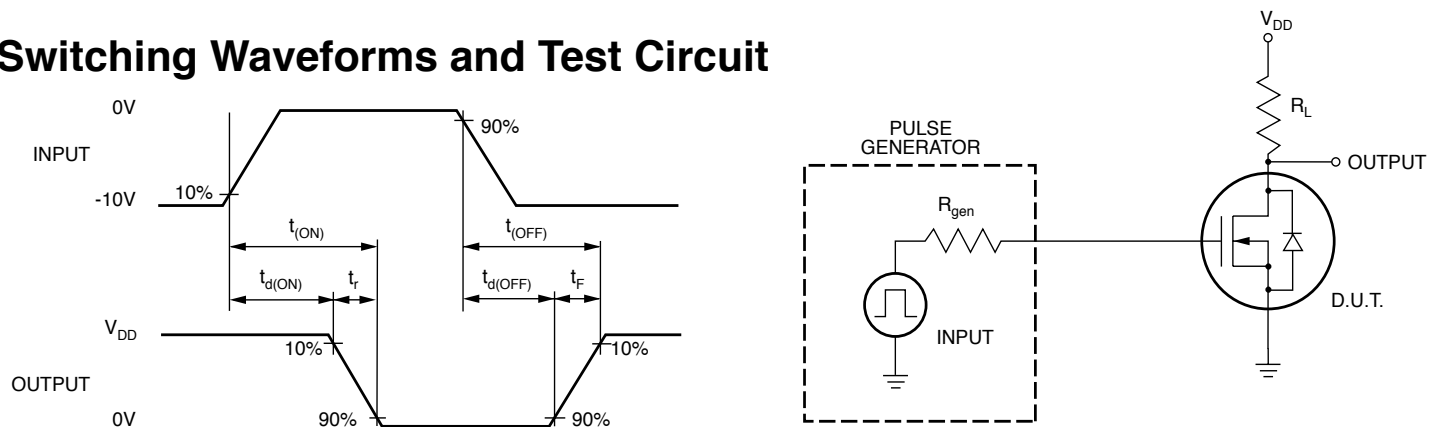 Switching Waveforms and Test Circuit
0V
INPUT
-10V
10%
90%
t(ON)
t(OFF)
td(ON)
tr
td(OFF)
tF
VDD
OUTPUT
0V
10%
10%
90%
90%
VDD
RL
OUTPUT
PULSE
GENERATOR
Rgen
INPUT
D.U.T.